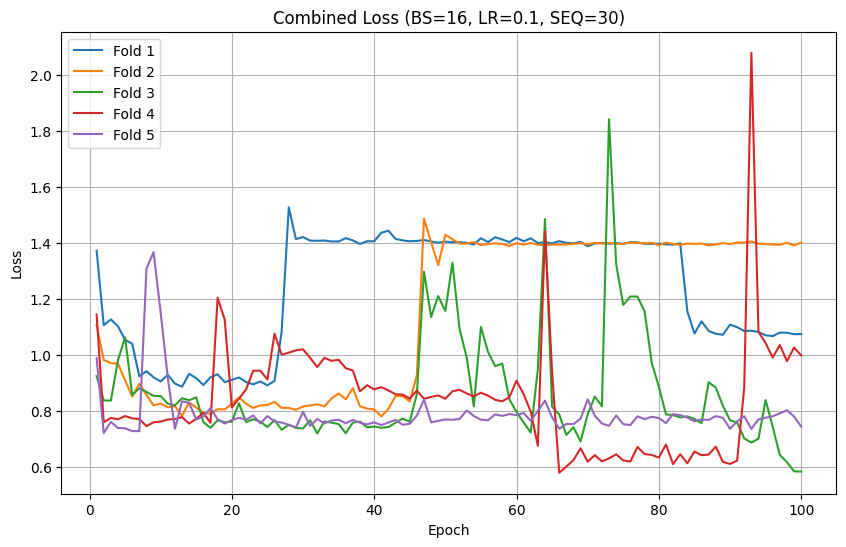 Combined Loss (BS=16, LR=0.1, SEQ=30)
Fold 1
Fold 2
Fold 3
Fold 4
Fold 5
Loss
2.0
1.8
1.6
1.4
1.2
1.0
0.8
0.6
0
20
40
60
80
100
Epoch